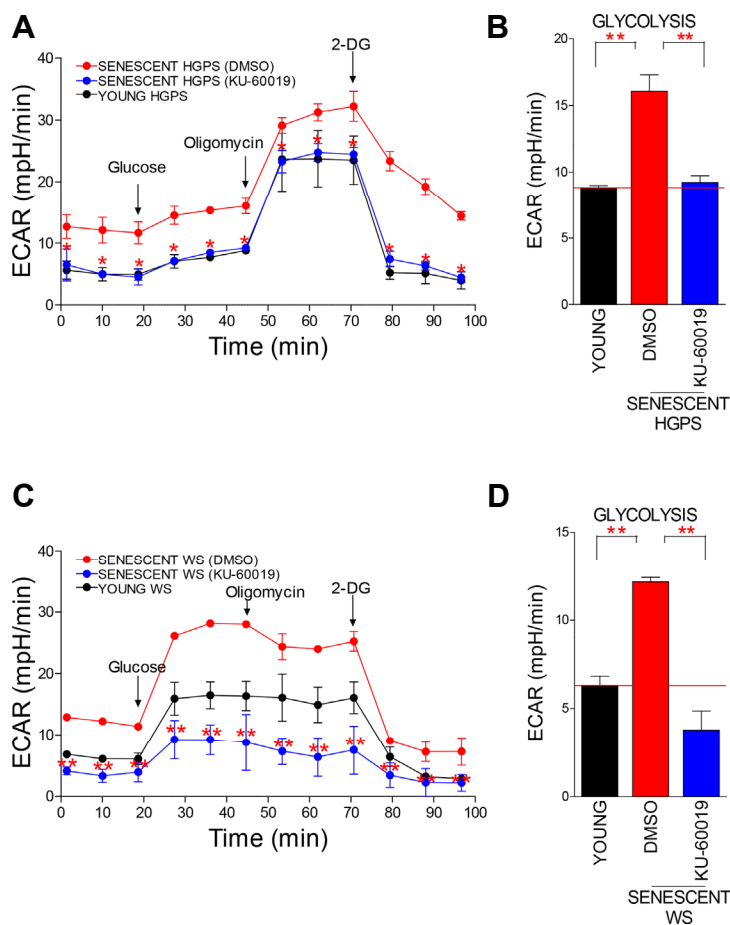 A
SENESCENT HGPS (DMSO)
SENESCENT HGPS (KU-60019)
YOUNG HGPS
2-DG
Oligomycin
Glucose
ECAR (mpH/min)
40
30
20
10
0
* * * * * * * * * * * *
0 10 20 30 40 50 60 70 80 90 100
Time (min)
B
GLYCOLYSIS
** **
ECAR (mpH/min)
20
15
10
5
0
YOUNG
DMSO
KU-60019
SENESCENT
HGPS
C
SENESCENT WS (DMSO)
SENESCENT WS (KU-60019)
YOUNG WS
Oligomycin
2-DG
Glucose
ECAR (mpH/min)
40
30
20
10
0
** ** ** ** ** ** ** ** ** ** ** **
0 10 20 30 40 50 60 70 80 90 100
Time (min)
D
GLYCOLYSIS
** **
ECAR (mpH/min)
15
10
5
0
YOUNG
DMSO
KU-60019
SENESCENT
WS